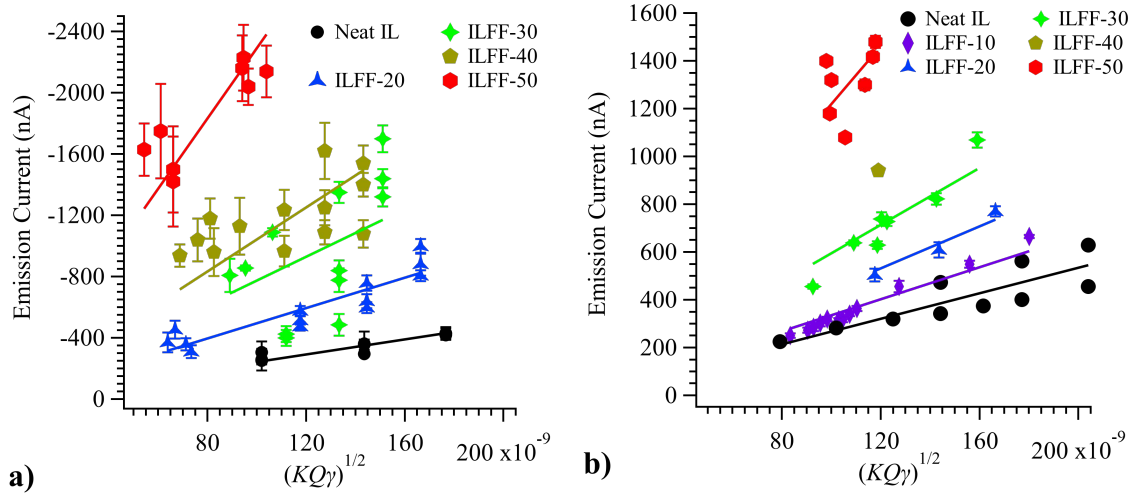 -2400
-2000
-1600
-1200
-800
-400
0
Emission Current (nA)
Neat IL
ILFF-20
ILFF-30
ILFF-40
ILFF-50
80
120
160
200 x10⁻⁹
(KQγ)^1/2
a)
1600
1400
1200
1000
800
600
400
200
0
Emission Current (nA)
Neat IL
ILFF-10
ILFF-20
ILFF-30
ILFF-40
ILFF-50
80
120
160
200 x10⁻⁹
(KQγ)^1/2
b)